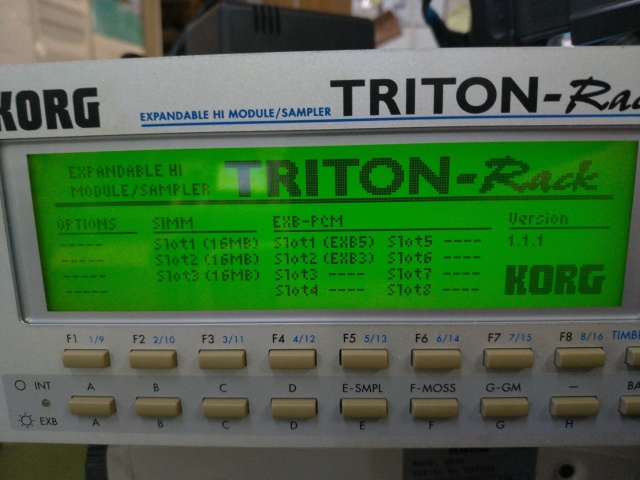 KORG
EXPANDABLE HI MODULE/SAMPLER TRITON-Rac
EXPANDABLE HI
MODULE/SAMPLER TRITON-Rack
OPTIONS SIMM EXB-PCM Version
----- Slot1 (16MB) Slot1 (EXB5) Slot5 ---- 1.1.1
----- Slot2 (16MB) Slot2 (EXB3) Slot6 ----
----- Slot3 (16MB) Slot3 ---- Slot7 ----
----- Slot4 ---- Slot8 ----
KORG
F1 1/9 F2 2/10 F3 3/11 F4 4/12 F5 5/13 F6 6/14 F7 7/15 F8 8/16 TIMB
INT A B C D E-SMPL F-MOSS G-GM – BA
EXB A B C D E F G H